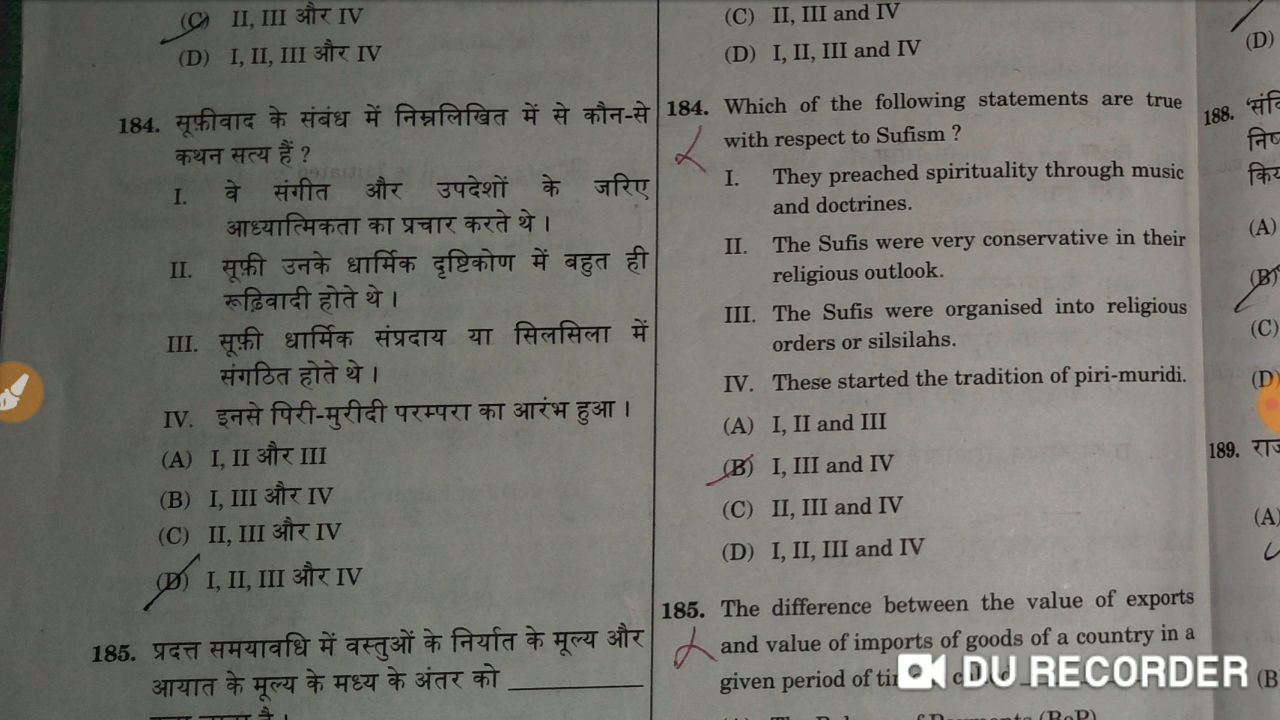 (C) II, III और IV
(D) I, II, III और IV
184. सूफ़ीवाद के संबंध में निम्नलिखित में से कौन-से
कथन सत्य हैं ?
I. वे संगीत और उपदेशों के जरिए
आध्यात्मिकता का प्रचार करते थे ।
II. सूफ़ी उनके धार्मिक दृष्टिकोण में बहुत ही
रूढ़िवादी होते थे ।
III. सूफ़ी धार्मिक संप्रदाय या सिलसिला में
संगठित होते थे ।
IV. इनसे पिरी-मुरीदी परम्परा का आरंभ हुआ ।
(A) I, II और III
(B) I, III और IV
(C) II, III और IV
(D) I, II, III और IV
185. प्रदत्त समयावधि में वस्तुओं के निर्यात के मूल्य और
आयात के मूल्य के मध्य के अंतर को ____________
(C) II, III and IV
(D) I, II, III and IV
184. Which of the following statements are true
with respect to Sufism ?
I. They preached spirituality through music
and doctrines.
II. The Sufis were very conservative in their
religious outlook.
III. The Sufis were organised into religious
orders or silsilahs.
IV. These started the tradition of piri-muridi.
(A) I, II and III
(B) I, III and IV
(C) II, III and IV
(D) I, II, III and IV
185. The difference between the value of exports
and value of imports of goods of a country in a
given period of
(D)
188.
(A)
(B)
(C)
(D)
189.
(A)
(B
DU RECORDER